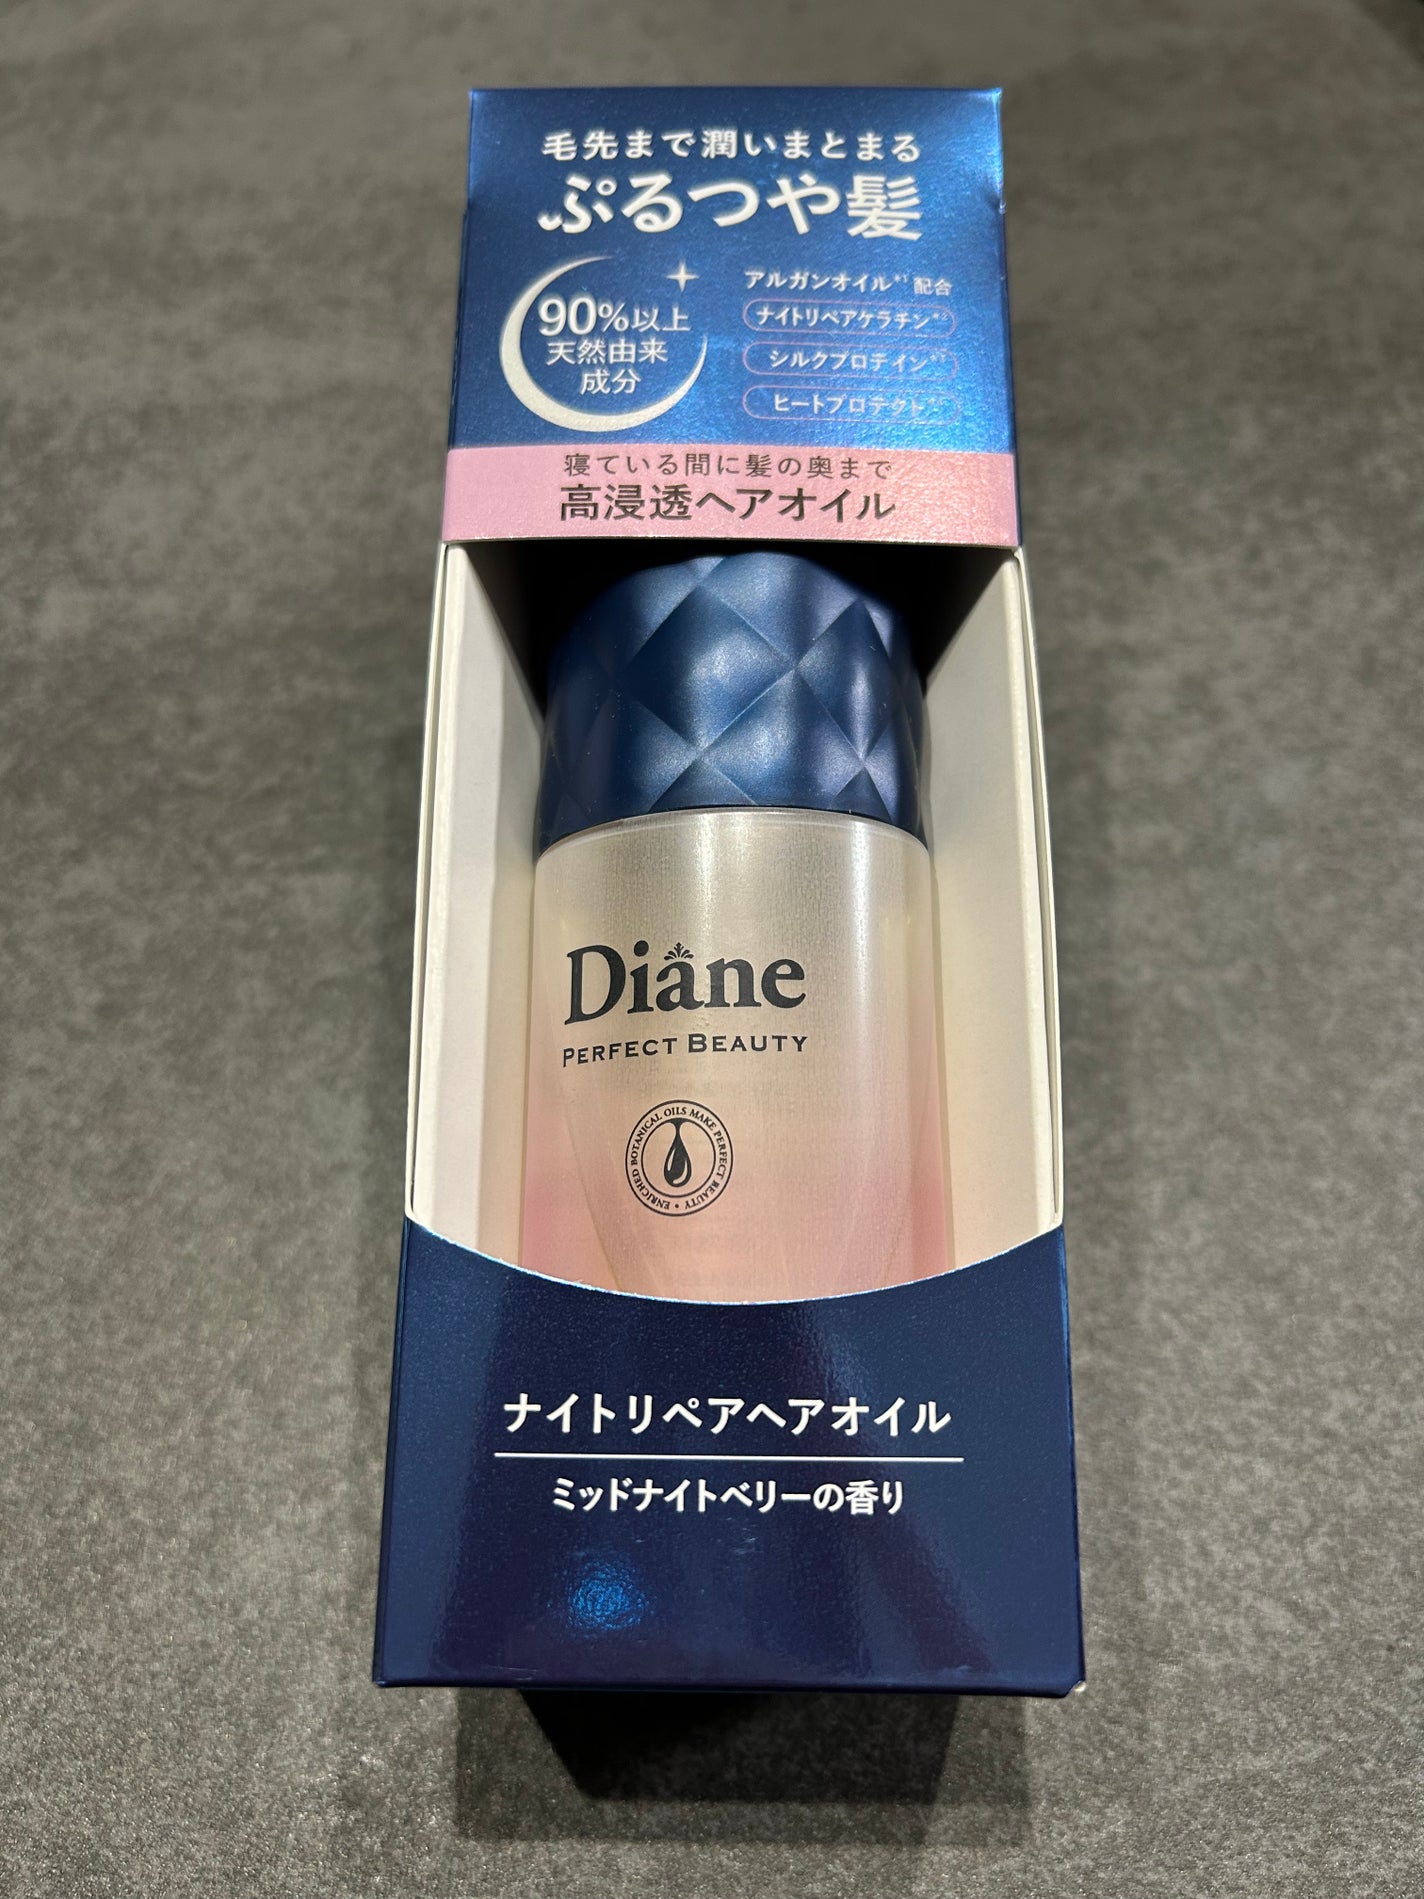 毛先まで潤いまとまる
ぷるつや髪
90%以上
天然由来
成分
アルガンオイル*1配合
ナイトリペアケラチン*2
シルクプロテイン*3
ヒートプロテクト
寝ている間に髪の奥まで
高浸透ヘアオイル
Diane
PERFECT BEAUTY
ENRICHED BOTANICAL OILS MAKE PERFECT BEAUTY •
ナイトリペアヘアオイル
ミッドナイトベリーの香り